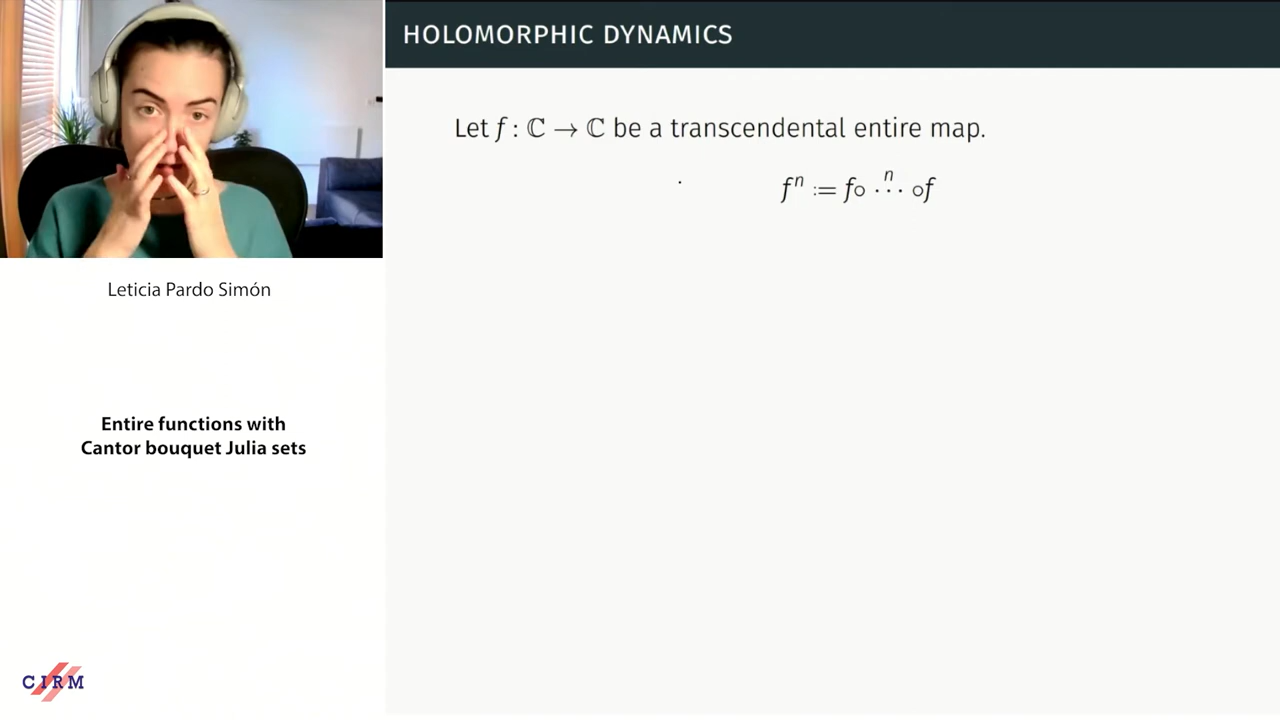 HOLOMORPHIC DYNAMICS
Let f : ℂ → ℂ be a transcendental entire map.
fⁿ := f∘ ⋯ⁿ ∘f
Leticia Pardo Simón
Entire functions with
Cantor bouquet Julia sets
CIRM